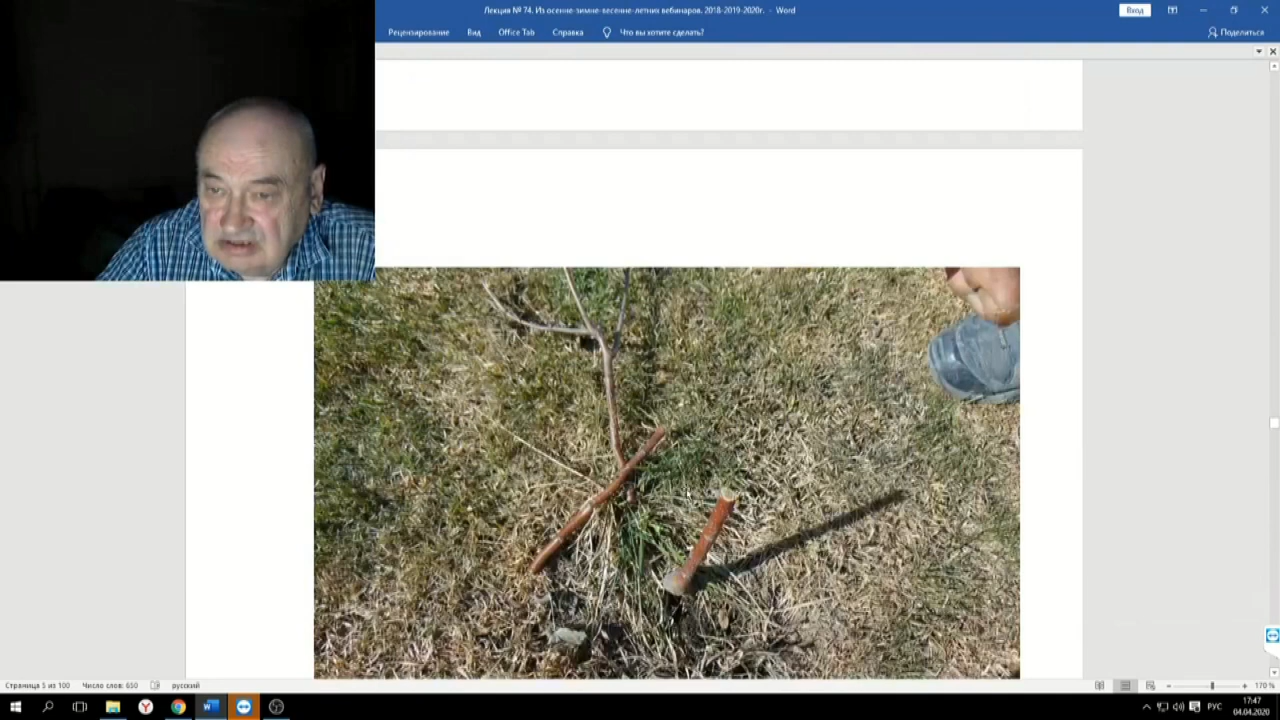 Лекция № 74. Из осенне-зимне-весенне-летних вебинаров. 2018-2019-2020г. - Word
Вход
Рецензирование Вид Office Tab Справка Что вы хотите сделать? Поделиться
Страница 5 из 100 Число слов: 650 русский 170 %
РУС 17:47
04.04.2020